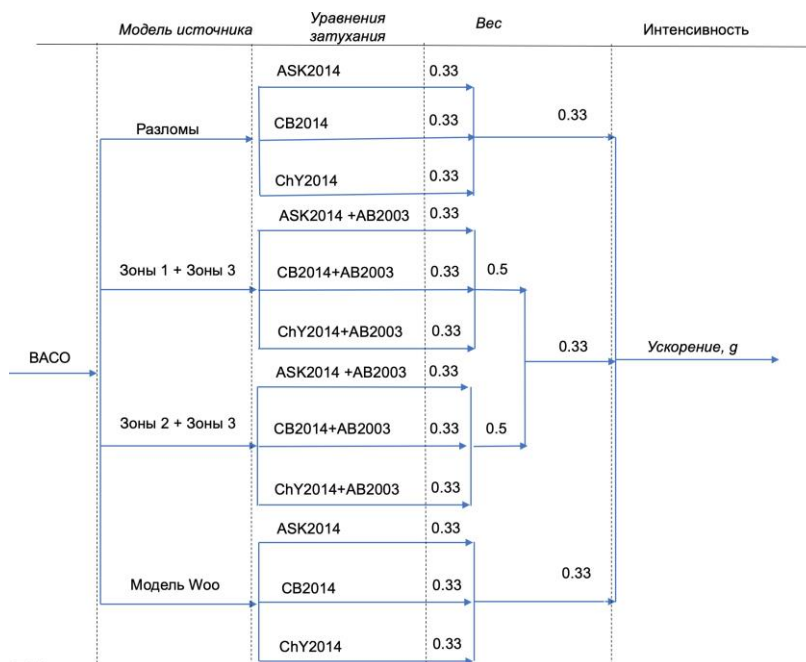 Модель источника
Уравнения
затухания
Вес
Интенсивность
ASK2014
0.33
CB2014
0.33
0.33
Разломы
ChY2014
0.33
ASK2014 +AB2003
0.33
Зоны 1 + Зоны 3
CB2014+AB2003
0.33
0.5
ChY2014+AB2003
0.33
0.33
Ускорение, g
ВАСО
ASK2014 +AB2003
0.33
Зоны 2 + Зоны 3
CB2014+AB2003
0.33
0.5
ChY2014+AB2003
0.33
ASK2014
0.33
0.33
Модель Woo
CB2014
0.33
ChY2014
0.33